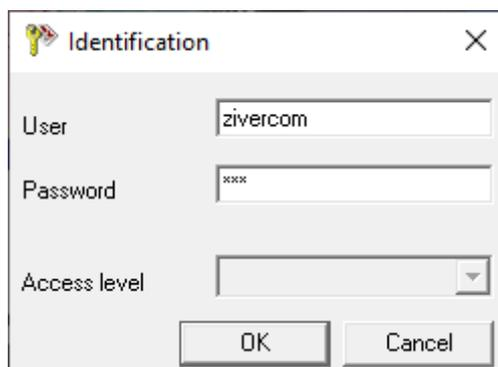 Identification
User
zivercom
Password
×××
Access level
OK
Cancel